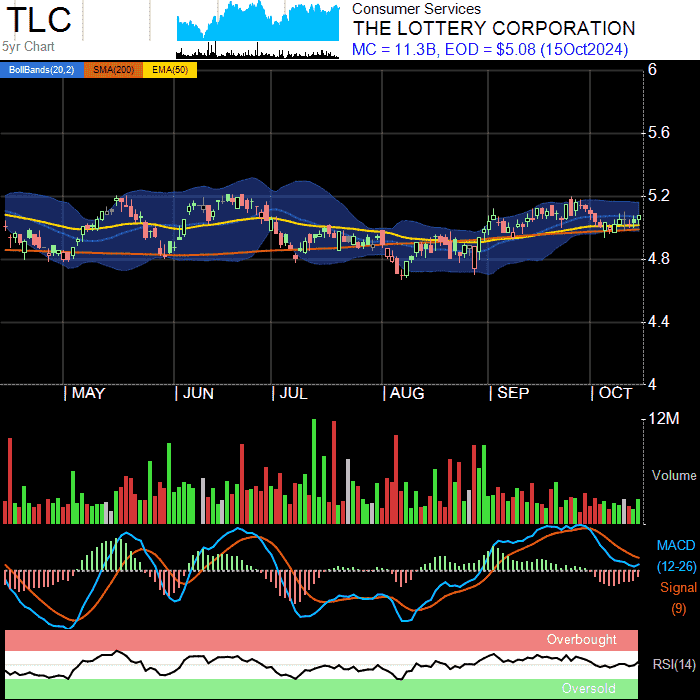 TLC
5yr Chart
Consumer Services
THE LOTTERY CORPORATION
MC = 11.3B, EOD = $5.08 (15Oct2024)
BollBands(20,2) SMA(200) EMA(50)
6
5.6
5.2
4.8
4.4
4
| MAY | JUN | JUL | AUG | SEP | OCT
12M
Volume
MACD
(12-26)
Signal
(9)
Overbought
RSI(14)
Oversold